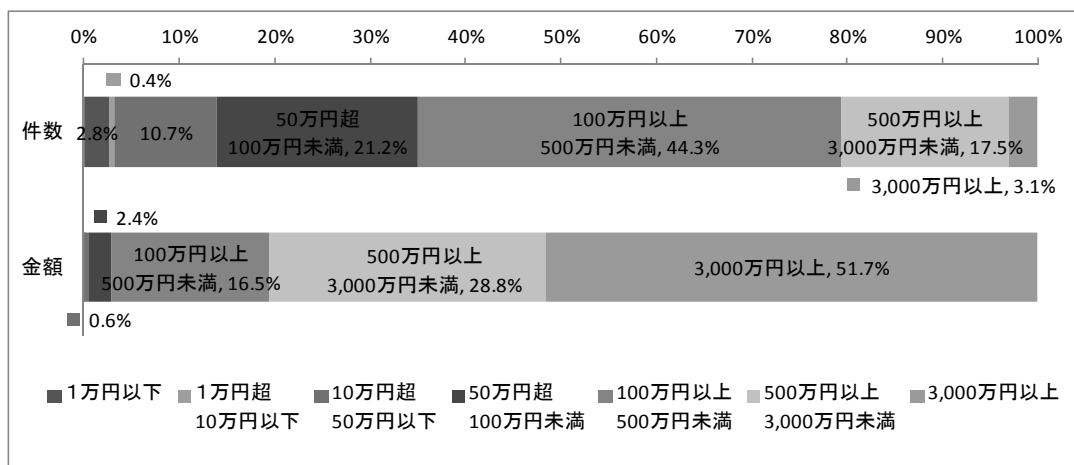 0% 10% 20% 30% 40% 50% 60% 70% 80% 90% 100%
0.4%
件数
2.8%
10.7%
50万円超
100万円未満, 21.2%
100万円以上
500万円未満, 44.3%
500万円以上
3,000万円未満, 17.5%
3,000万円以上, 3.1%
2.4%
金額
100万円以上
500万円未満, 16.5%
500万円以上
3,000万円未満, 28.8%
3,000万円以上, 51.7%
0.6%
１万円以下
１万円超
10万円以下
10万円超
50万円以下
50万円超
100万円未満
100万円以上
500万円未満
500万円以上
3,000万円未満
3,000万円以上